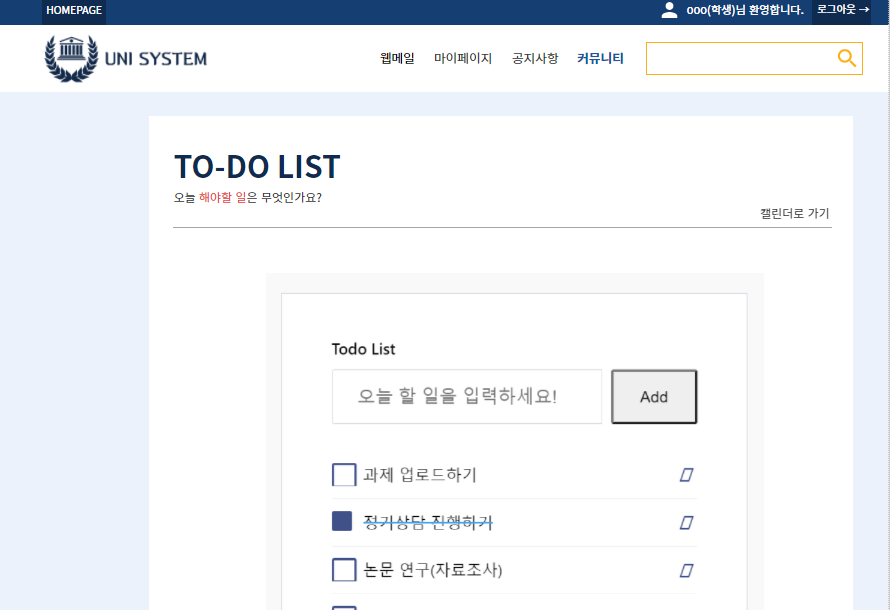 HOMEPAGE
ooo(학생)님 환영합니다.
로그아웃 →
UNI SYSTEM
웹메일
마이페이지
공지사항
커뮤니티
TO-DO LIST
오늘 해야할 일은 무엇인가요?
캘린더로 가기
Todo List
오늘 할 일을 입력하세요!
Add
과제 업로드하기
정기상담 진행하기
논문 연구(자료조사)